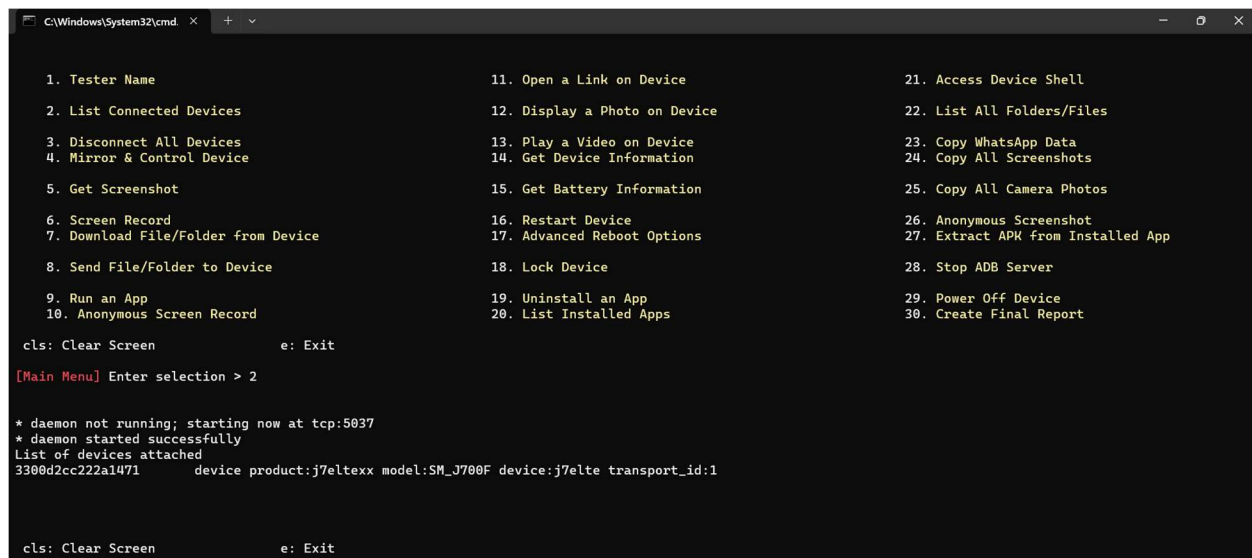 C:\Windows\System32\cmd.
1. Tester Name 11. Open a Link on Device 21. Access Device Shell
2. List Connected Devices 12. Display a Photo on Device 22. List All Folders/Files
3. Disconnect All Devices 13. Play a Video on Device 23. Copy WhatsApp Data
4. Mirror & Control Device 14. Get Device Information 24. Copy All Screenshots
5. Get Screenshot 15. Get Battery Information 25. Copy All Camera Photos
6. Screen Record 16. Restart Device 26. Anonymous Screenshot
7. Download File/Folder from Device 17. Advanced Reboot Options 27. Extract APK from Installed App
8. Send File/Folder to Device 18. Lock Device 28. Stop ADB Server
9. Run an App 19. Uninstall an App 29. Power Off Device
10. Anonymous Screen Record 20. List Installed Apps 30. Create Final Report
cls: Clear Screen e: Exit
[Main Menu] Enter selection > 2
* daemon not running; starting now at tcp:5037
* daemon started successfully
List of devices attached
3300d2cc222a1471 device product:j7eltexx model:SM_J700F device:j7elte transport_id:1
cls: Clear Screen e: Exit